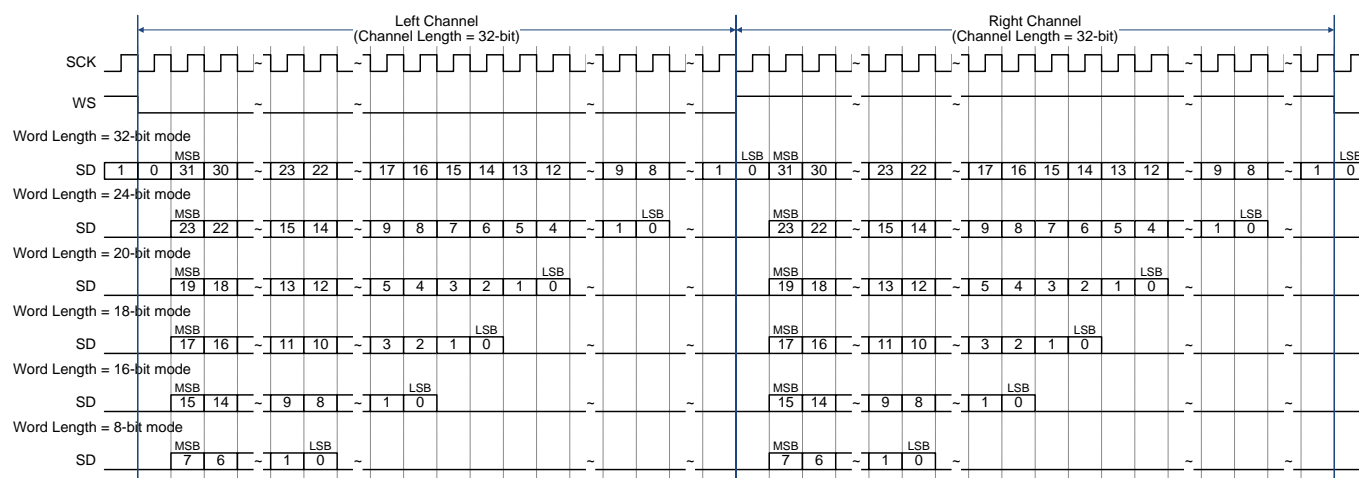 Left Channel Right Channel
(Channel Length = 32-bit) (Channel Length = 32-bit)
SCK ~ ~ ~ ~ ~ ~ ~ ~
WS ~ ~ ~ ~ ~ ~ ~ ~
Word Length = 32-bit mode
MSB LSB MSB LSB
SD 1 0 31 30 ~ 23 22 ~ 17 16 15 14 13 12 ~ 9 8 ~ 1 0 31 30 ~ 23 22 ~ 17 16 15 14 13 12 ~ 9 8 ~ 1 0
Word Length = 24-bit mode
MSB LSB MSB LSB
SD 23 22 ~ 15 14 ~ 9 8 7 6 5 4 ~ 1 0 ~ 23 22 ~ 15 14 ~ 9 8 7 6 5 4 ~ 1 0 ~
Word Length = 20-bit mode
MSB LSB MSB LSB
SD 19 18 ~ 13 12 ~ 5 4 3 2 1 0 ~ ~ 19 18 ~ 13 12 ~ 5 4 3 2 1 0 ~ ~
Word Length = 18-bit mode
MSB LSB MSB LSB
SD 17 16 ~ 11 10 ~ 3 2 1 0 ~ ~ 17 16 ~ 11 10 ~ 3 2 1 0 ~ ~
Word Length = 16-bit mode
MSB LSB MSB LSB
SD 15 14 ~ 9 8 ~ 1 0 ~ ~ 15 14 ~ 9 8 ~ 1 0 ~ ~
Word Length = 8-bit mode
MSB LSB MSB LSB
SD 7 6 ~ 1 0 ~ ~ ~ 7 6 ~ 1 0 ~ ~ ~